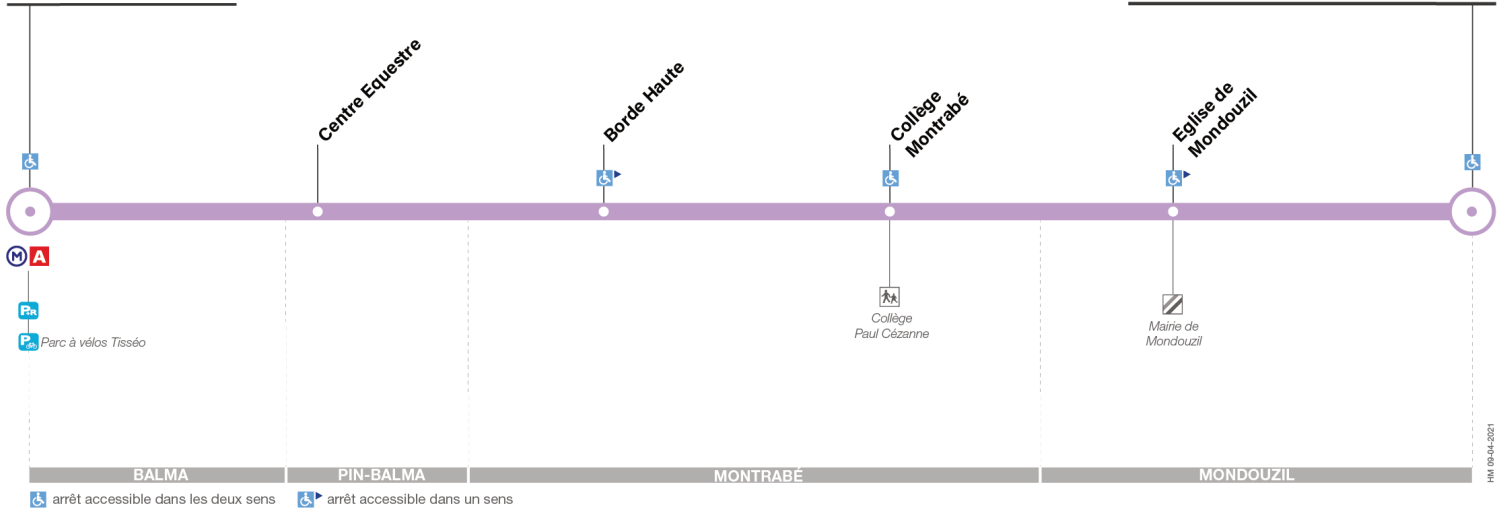 Centre Equestre
Borde Haute
Collège
Montrabé
Eglise de
Mondouzil
M A
P+R
P
Parc à vélos Tisséo
Collège
Paul Cézanne
Mairie de
Mondouzil
HM 09-04-2021
BALMA
PIN-BALMA
MONTRABÉ
MONDOUZIL
arrêt accessible dans les deux sens
arrêt accessible dans un sens